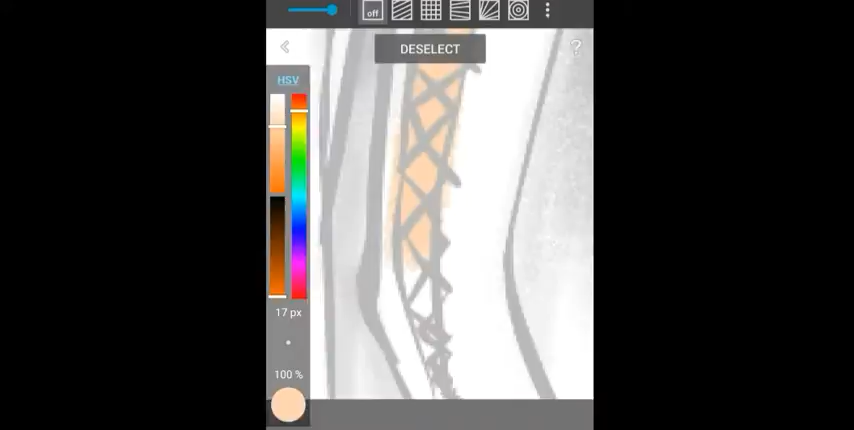 off
DESELECT
?
HSV
17 px
100 %